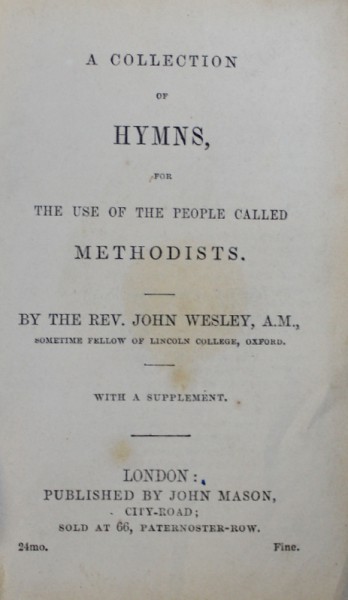 A COLLECTION
OF
HYMNS,
FOR
THE USE OF THE PEOPLE CALLED
METHODISTS.
BY THE REV. JOHN WESLEY, A.M.,
SOMETIME FELLOW OF LINCOLN COLLEGE, OXFORD.
WITH A SUPPLEMENT.
LONDON:
PUBLISHED BY JOHN MASON,
CITY-ROAD;
SOLD AT 66, PATERNOSTER-ROW.
24mo. Fine.